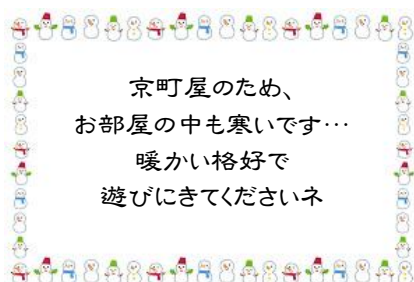 京町屋のため、
お部屋の中も寒いです…
暖かい格好で
遊びにきてくださいネ